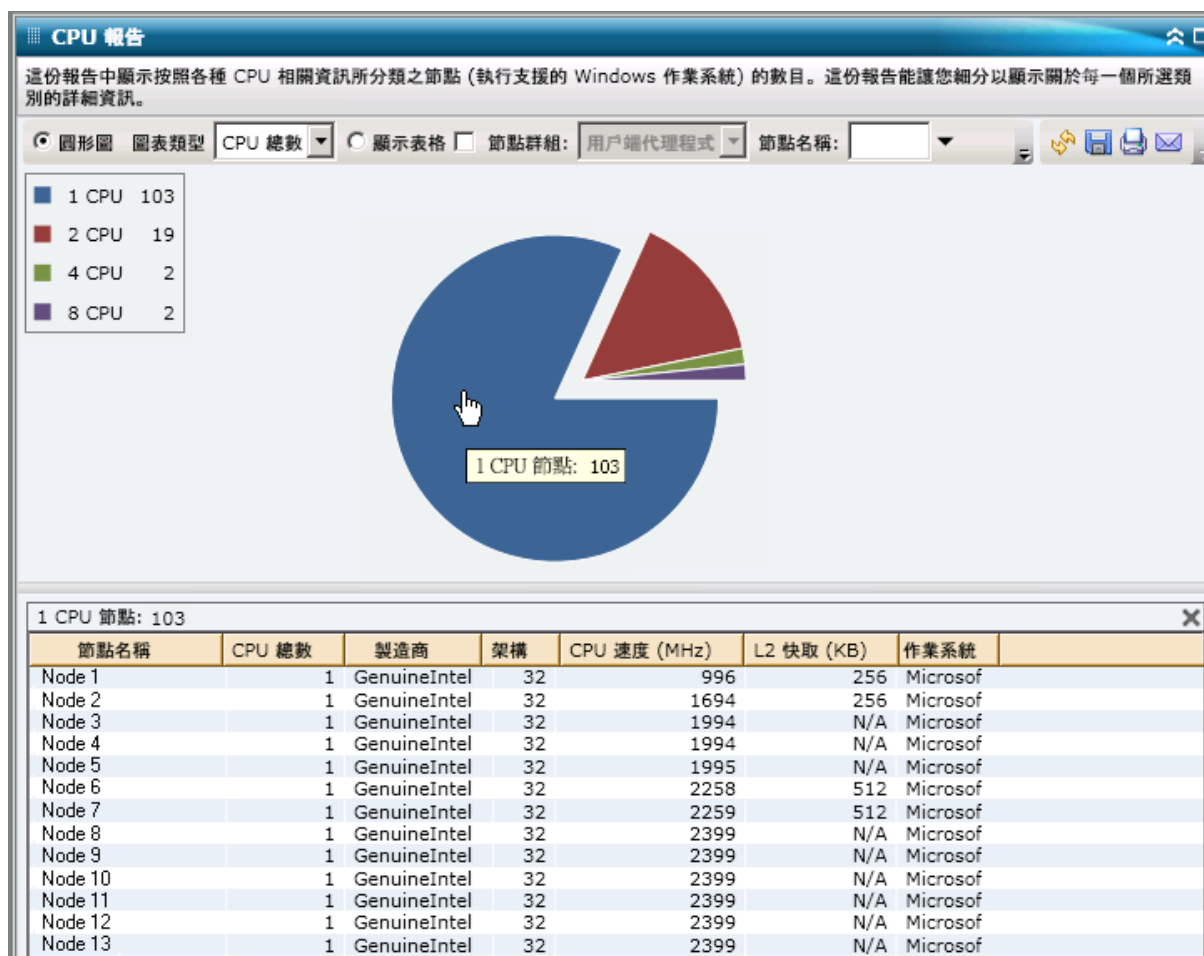 CPU 報告
這份報告中顯示按照各種 CPU 相關資訊所分類之節點 (執行支援的 Windows 作業系統) 的數目。這份報告能讓您細分以顯示關於每一個所選類
別的詳細資訊。
圓形圖 圖表類型 CPU 總數 顯示表格 節點群組: 用戶端代理程式 節點名稱:
1 CPU 103
2 CPU 19
4 CPU 2
8 CPU 2
1 CPU 節點: 103
1 CPU 節點: 103
節點名稱 CPU 總數 製造商 架構 CPU 速度 (MHz) L2 快取 (KB) 作業系統
Node 1 1 GenuineIntel 32 996 256 Microsof
Node 2 1 GenuineIntel 32 1694 256 Microsof
Node 3 1 GenuineIntel 32 1994 N/A Microsof
Node 4 1 GenuineIntel 32 1994 N/A Microsof
Node 5 1 GenuineIntel 32 1995 N/A Microsof
Node 6 1 GenuineIntel 32 2258 512 Microsof
Node 7 1 GenuineIntel 32 2259 512 Microsof
Node 8 1 GenuineIntel 32 2399 N/A Microsof
Node 9 1 GenuineIntel 32 2399 N/A Microsof
Node 10 1 GenuineIntel 32 2399 N/A Microsof
Node 11 1 GenuineIntel 32 2399 N/A Microsof
Node 12 1 GenuineIntel 32 2399 N/A Microsof
Node 13 1 GenuineIntel 32 2399 N/A Microsof